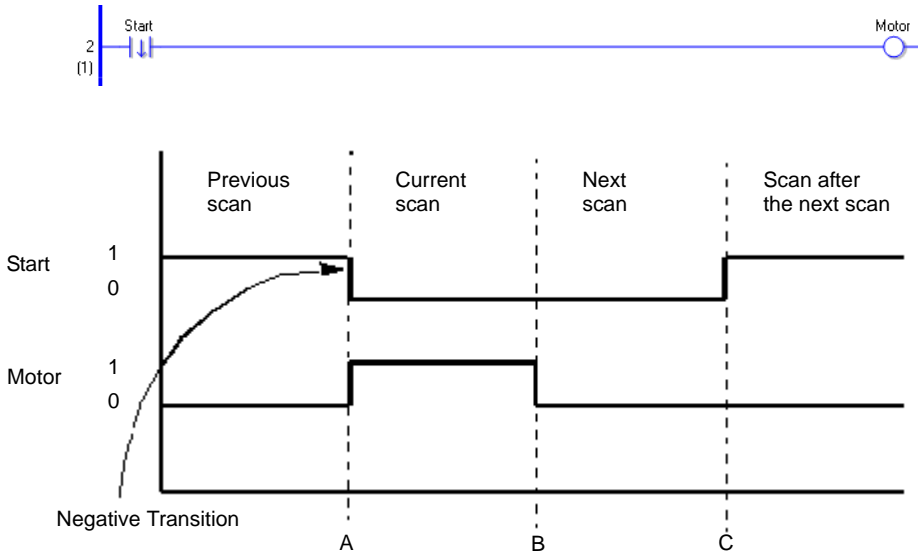 Start Motor
2
(1)
Previous scan
Current scan
Next scan
Scan after the next scan
Start 1
0
Motor 1
0
Negative Transition
A B C